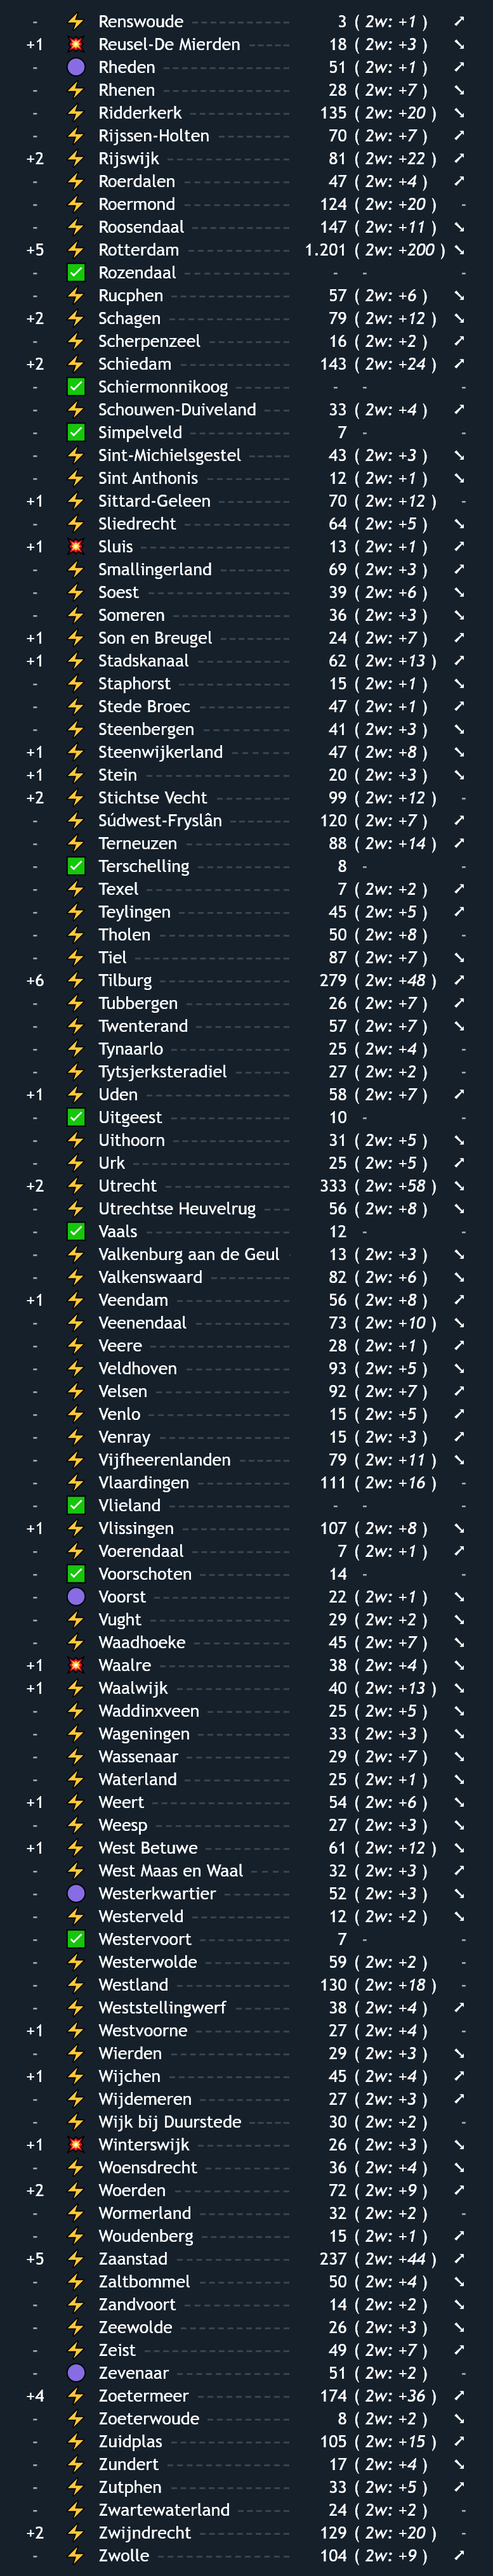 - ⚡ Renswoude 3 ( 2w: +1 ) ↗
+1 💥 Reusel-De Mierden 18 ( 2w: +3 ) ↘
- 🟣 Rheden 51 ( 2w: +1 ) ↗
- ⚡ Rhenen 28 ( 2w: +7 ) ↘
- ⚡ Ridderkerk 135 ( 2w: +20 ) ↘
- ⚡ Rijssen-Holten 70 ( 2w: +7 ) ↗
+2 ⚡ Rijswijk 81 ( 2w: +22 ) ↗
- ⚡ Roerdalen 47 ( 2w: +4 ) ↗
- ⚡ Roermond 124 ( 2w: +20 ) -
- ⚡ Roosendaal 147 ( 2w: +11 ) ↘
+5 ⚡ Rotterdam 1.201 ( 2w: +200 ) ↘
- ✅ Rozendaal - - -
- ⚡ Rucphen 57 ( 2w: +6 ) ↘
+2 ⚡ Schagen 79 ( 2w: +12 ) ↘
- ⚡ Scherpenzeel 16 ( 2w: +2 ) ↗
+2 ⚡ Schiedam 143 ( 2w: +24 ) ↗
- ✅ Schiermonnikoog - - -
- ⚡ Schouwen-Duiveland 33 ( 2w: +4 ) ↗
- ✅ Simpelveld 7 - -
- ⚡ Sint-Michielsgestel 43 ( 2w: +3 ) ↘
- ⚡ Sint Anthonis 12 ( 2w: +1 ) ↘
+1 ⚡ Sittard-Geleen 70 ( 2w: +12 ) -
- ⚡ Sliedrecht 64 ( 2w: +5 ) ↘
+1 💥 Sluis 13 ( 2w: +1 ) ↗
- ⚡ Smallingerland 69 ( 2w: +3 ) ↗
- ⚡ Soest 39 ( 2w: +6 ) ↘
- ⚡ Someren 36 ( 2w: +3 ) ↘
+1 ⚡ Son en Breugel 24 ( 2w: +7 ) ↗
+1 ⚡ Stadskanaal 62 ( 2w: +13 ) ↗
- ⚡ Staphorst 15 ( 2w: +1 ) ↘
- ⚡ Stede Broec 47 ( 2w: +1 ) ↗
- ⚡ Steenbergen 41 ( 2w: +3 ) ↘
+1 ⚡ Steenwijkerland 47 ( 2w: +8 ) ↘
+1 ⚡ Stein 20 ( 2w: +3 ) ↘
+2 ⚡ Stichtse Vecht 99 ( 2w: +12 ) -
- ⚡ Súdwest-Fryslân 120 ( 2w: +7 ) ↗
- ⚡ Terneuzen 88 ( 2w: +14 ) ↗
- ✅ Terschelling 8 - -
- ⚡ Texel 7 ( 2w: +2 ) ↗
- ⚡ Teylingen 45 ( 2w: +5 ) ↗
- ⚡ Tholen 50 ( 2w: +8 ) -
- ⚡ Tiel 87 ( 2w: +7 ) ↘
+6 ⚡ Tilburg 279 ( 2w: +48 ) ↗
- ⚡ Tubbergen 26 ( 2w: +7 ) ↗
- ⚡ Twenterand 57 ( 2w: +7 ) ↘
- ⚡ Tynaarlo 25 ( 2w: +4 ) -
- ⚡ Tytsjerksteradiel 27 ( 2w: +2 ) -
+1 ⚡ Uden 58 ( 2w: +7 ) ↗
- ✅ Uitgeest 10 - -
- ⚡ Uithoorn 31 ( 2w: +5 ) ↘
- ⚡ Urk 25 ( 2w: +5 ) ↗
+2 ⚡ Utrecht 333 ( 2w: +58 ) ↘
- ⚡ Utrechtse Heuvelrug 56 ( 2w: +8 ) ↘
- ✅ Vaals 12 - -
- ⚡ Valkenburg aan de Geul 13 ( 2w: +3 ) ↘
- ⚡ Valkenswaard 82 ( 2w: +6 ) ↘
+1 ⚡ Veendam 56 ( 2w: +8 ) ↗
- ⚡ Veenendaal 73 ( 2w: +10 ) ↘
- ⚡ Veere 28 ( 2w: +1 ) ↗
- ⚡ Veldhoven 93 ( 2w: +5 ) ↘
- ⚡ Velsen 92 ( 2w: +7 ) ↗
- ⚡ Venlo 15 ( 2w: +5 ) ↗
- ⚡ Venray 15 ( 2w: +3 ) ↗
- ⚡ Vijfheerenlanden 79 ( 2w: +11 ) ↘
- ⚡ Vlaardingen 111 ( 2w: +16 ) -
- ✅ Vlieland - - -
+1 ⚡ Vlissingen 107 ( 2w: +8 ) ↘
- ⚡ Voerendaal 7 ( 2w: +1 ) ↗
- ✅ Voorschoten 14 - -
- 🟣 Voorst 22 ( 2w: +1 ) ↘
- ⚡ Vught 29 ( 2w: +2 ) ↘
- ⚡ Waadhoeke 45 ( 2w: +7 ) ↘
+1 💥 Waalre 38 ( 2w: +4 ) ↘
+1 ⚡ Waalwijk 40 ( 2w: +13 ) ↘
- ⚡ Waddinxveen 25 ( 2w: +5 ) ↘
- ⚡ Wageningen 33 ( 2w: +3 ) ↘
- ⚡ Wassenaar 29 ( 2w: +7 ) ↘
- ⚡ Waterland 25 ( 2w: +1 ) ↘
+1 ⚡ Weert 54 ( 2w: +6 ) ↘
- ⚡ Weesp 27 ( 2w: +3 ) ↘
+1 ⚡ West Betuwe 61 ( 2w: +12 ) ↘
- ⚡ West Maas en Waal 32 ( 2w: +3 ) ↗
- 🟣 Westerkwartier 52 ( 2w: +3 ) ↘
- ⚡ Westerveld 12 ( 2w: +2 ) ↘
- ✅ Westervoort 7 - -
- ⚡ Westerwolde 59 ( 2w: +2 ) -
- ⚡ Westland 130 ( 2w: +18 ) -
- ⚡ Weststellingwerf 38 ( 2w: +4 ) ↗
+1 ⚡ Westvoorne 27 ( 2w: +4 ) -
- ⚡ Wierden 29 ( 2w: +3 ) ↘
+1 ⚡ Wijchen 45 ( 2w: +4 ) ↗
- ⚡ Wijdemeren 27 ( 2w: +3 ) ↗
- ⚡ Wijk bij Duurstede 30 ( 2w: +2 ) -
+1 💥 Winterswijk 26 ( 2w: +3 ) ↘
- ⚡ Woensdrecht 36 ( 2w: +4 ) ↘
+2 ⚡ Woerden 72 ( 2w: +9 ) ↗
- ⚡ Wormerland 32 ( 2w: +2 ) -
- ⚡ Woudenberg 15 ( 2w: +1 ) ↗
+5 ⚡ Zaanstad 237 ( 2w: +44 ) ↗
- ⚡ Zaltbommel 50 ( 2w: +4 ) ↘
- ⚡ Zandvoort 14 ( 2w: +2 ) ↘
- ⚡ Zeewolde 26 ( 2w: +3 ) ↘
- ⚡ Zeist 49 ( 2w: +7 ) ↗
- 🟣 Zevenaar 51 ( 2w: +2 ) -
+4 ⚡ Zoetermeer 174 ( 2w: +36 ) ↗
- ⚡ Zoeterwoude 8 ( 2w: +2 ) ↘
- ⚡ Zuidplas 105 ( 2w: +15 ) ↗
- ⚡ Zundert 17 ( 2w: +4 ) ↘
- ⚡ Zutphen 33 ( 2w: +5 ) ↗
- ⚡ Zwartewaterland 24 ( 2w: +2 ) -
+2 ⚡ Zwijndrecht 129 ( 2w: +20 ) -
- ⚡ Zwolle 104 ( 2w: +9 ) ↗